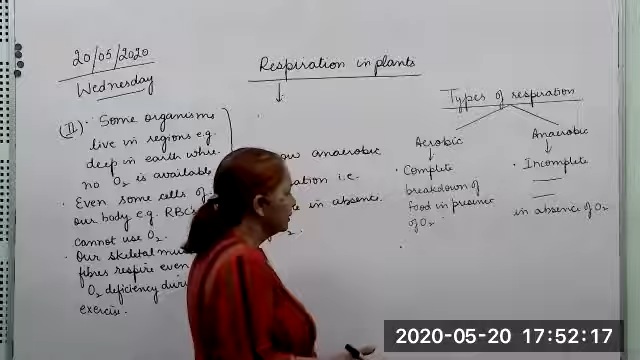 20/05/2020
Wednesday
Respiration in plants
(II). Some organisms
live in regions e.g.
deep in earth where
no O2 is available
· Even some cells of
our body e.g. RBCs
cannot use O2.
· Our skeletal
fibres respire even
O2 deficiency
exercise.
anaerobic
i.e.
in absence
Types of respiration
Aerobic
· Complete
breakdown of
food in presence
of O2
Anaerobic
· Incomplete
in absence of O2
2020-05-20 17:52:17